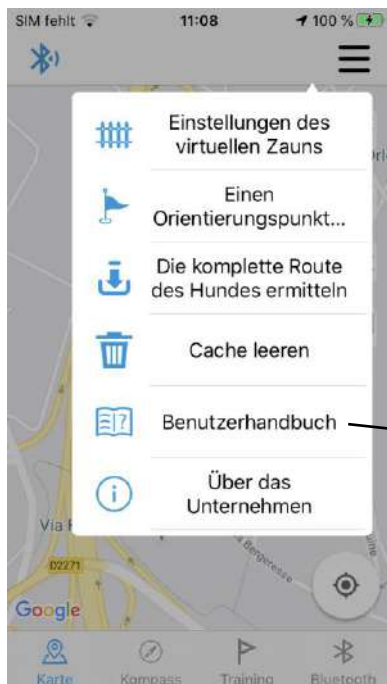 SIM fehlt 11:08 100 %
Einstellungen des
virtuellen Zauns
Einen
Orientierungspunkt...
Die komplette Route
des Hundes ermitteln
Cache leeren
Benutzerhandbuch
Über das
Unternehmen
Via
D2271
Bergeresse
Google
Karte Kompass Training Bluetooth